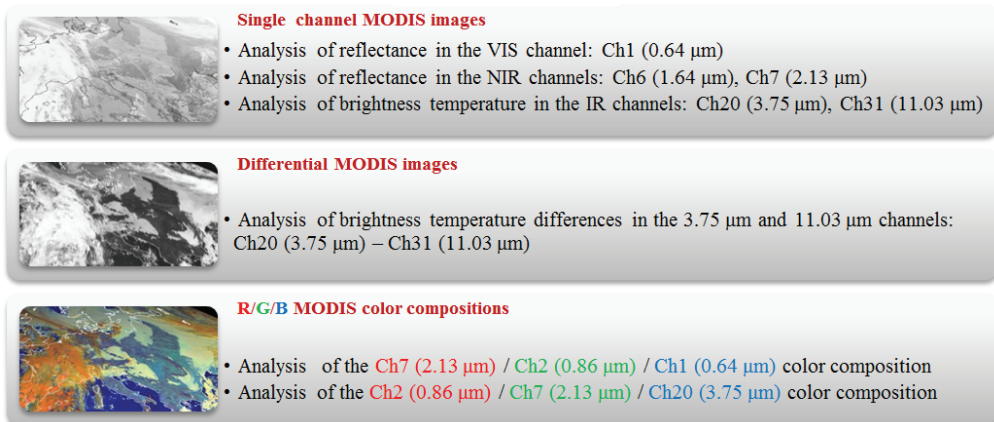 Single channel MODIS images
• Analysis of reflectance in the VIS channel: Ch1 (0.64 μm)
• Analysis of reflectance in the NIR channels: Ch6 (1.64 μm), Ch7 (2.13 μm)
• Analysis of brightness temperature in the IR channels: Ch20 (3.75 μm), Ch31 (11.03 μm)
Differential MODIS images
• Analysis of brightness temperature differences in the 3.75 μm and 11.03 μm channels:
Ch20 (3.75 μm) – Ch31 (11.03 μm)
R/G/B MODIS color compositions
• Analysis of the Ch7 (2.13 μm) / Ch2 (0.86 μm) / Ch1 (0.64 μm) color composition
• Analysis of the Ch2 (0.86 μm) / Ch7 (2.13 μm) / Ch20 (3.75 μm) color composition